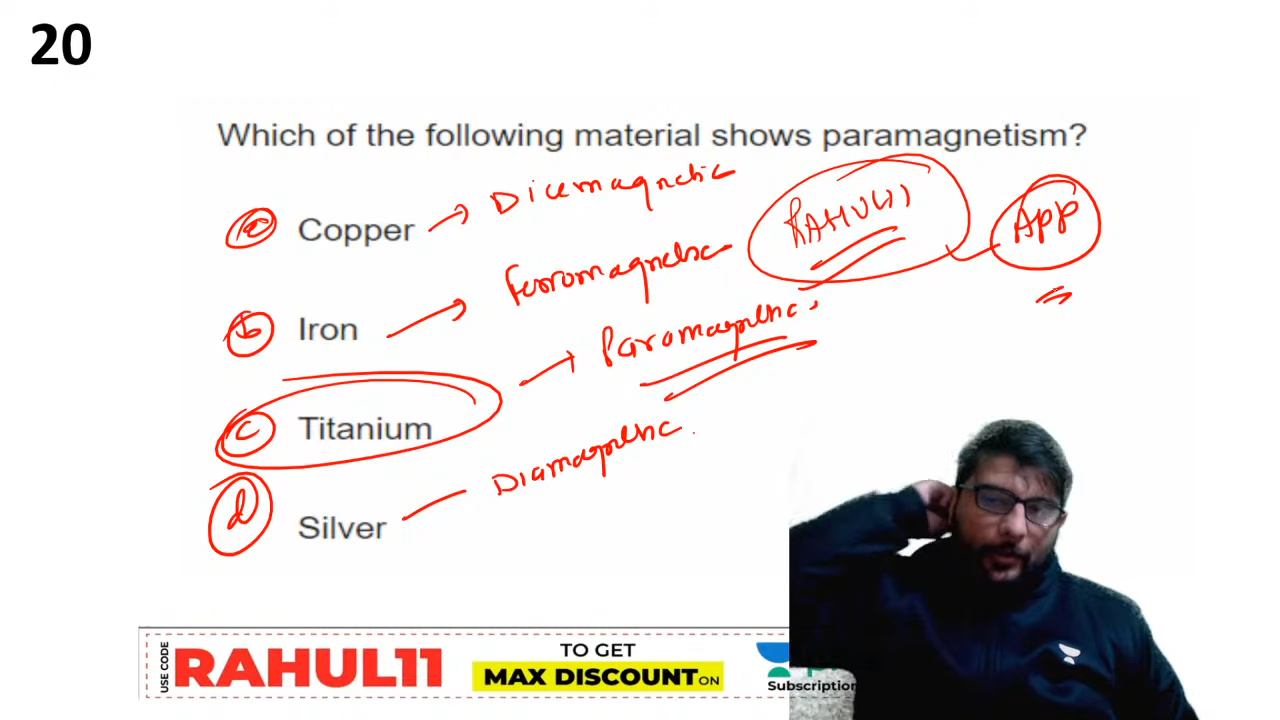 20
Which of the following material shows paramagnetism?
a Copper → Diamagnetic
RAHUL11
App
b Iron → Ferromagnetic
c Titanium → Paramagnetic
d Silver — Diamagnetic
USE CODE
RAHUL11
TO GET
MAX DISCOUNT ON
Subscription